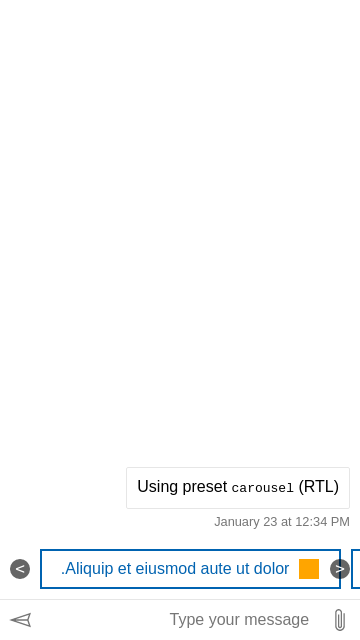 Using preset carousel (RTL)
January 23 at 12:34 PM
< .Aliquip et eiusmod aute ut dolor >
Type your message